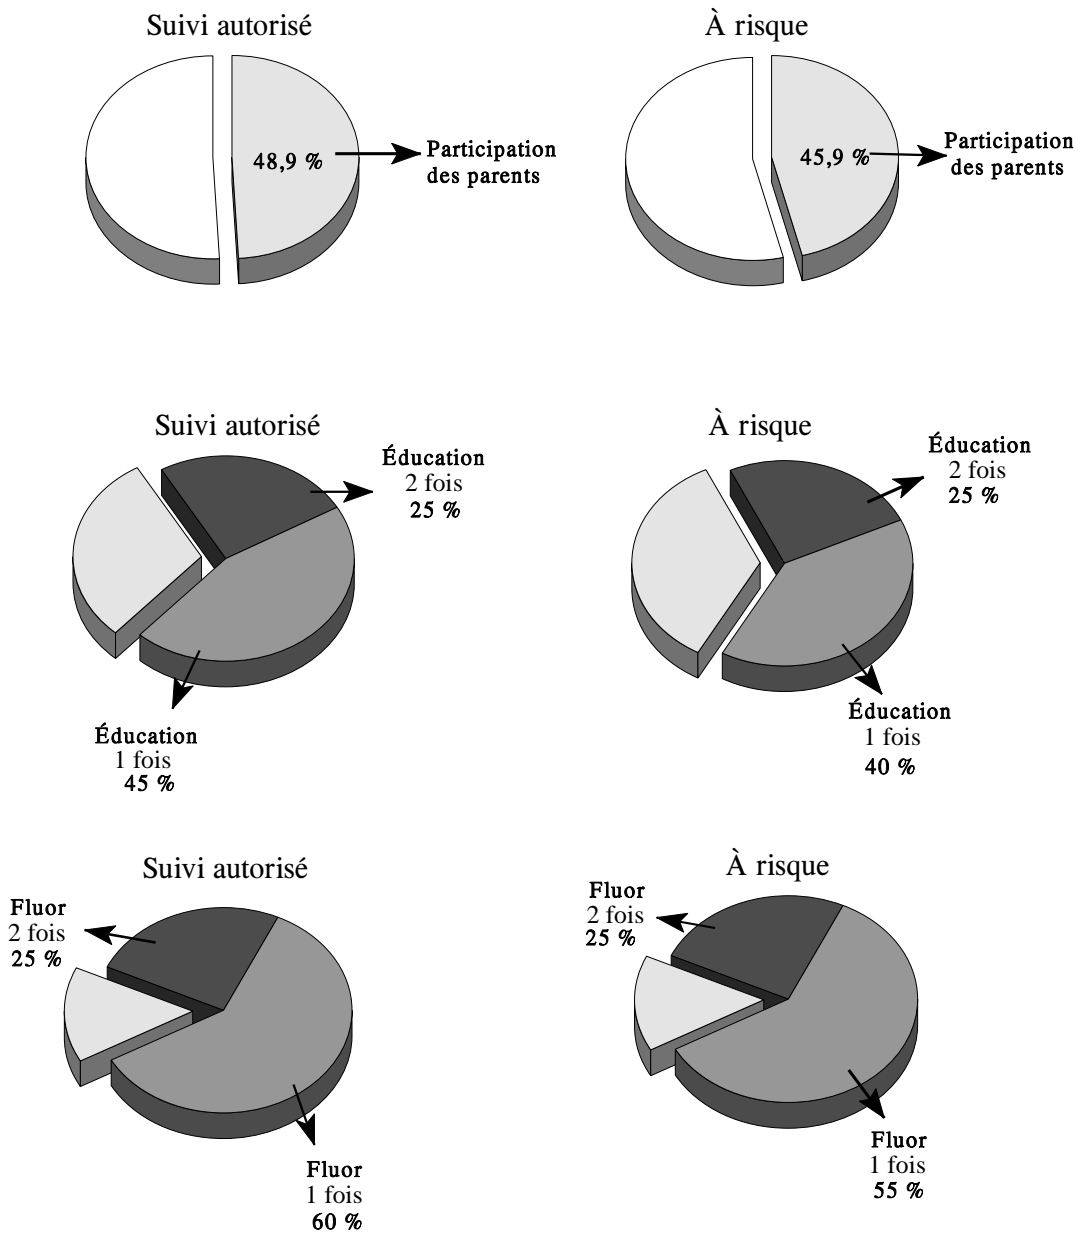 Suivi autorisé
48,9 %
Participation
des parents
À risque
45,9 %
Participation
des parents
Suivi autorisé
Éducation
2 fois
25 %
Éducation
1 fois
45 %
À risque
Éducation
2 fois
25 %
Éducation
1 fois
40 %
Suivi autorisé
Fluor
2 fois
25 %
Fluor
1 fois
60 %
À risque
Fluor
2 fois
25 %
Fluor
1 fois
55 %